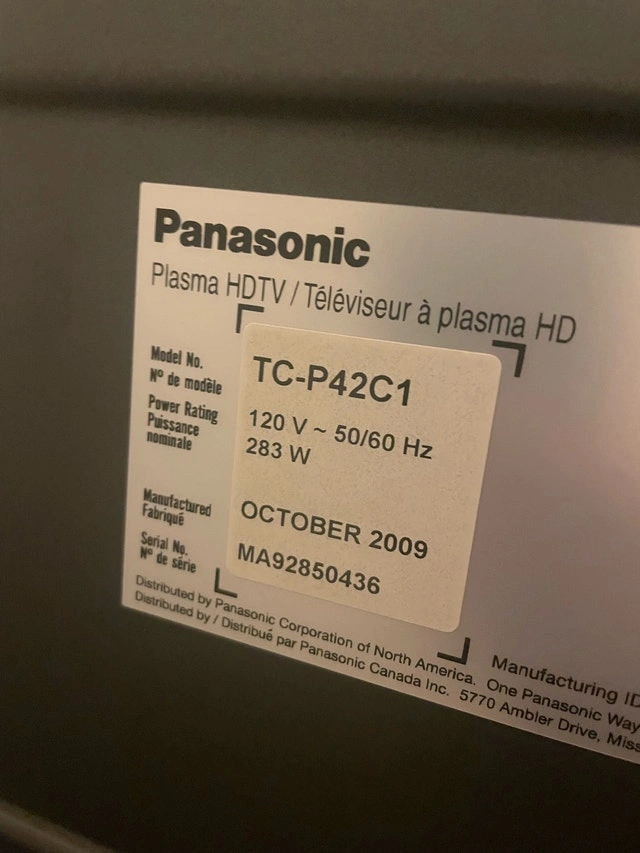 Panasonic
Plasma HDTV / Téléviseur à plasma HD
Model No.
Nº de modèle
TC-P42C1
Power Rating
Puissance
nominale
120 V ~ 50/60 Hz
283 W
Manufactured
Fabriqué
OCTOBER 2009
Serial No.
Nº de série
MA92850436
Distributed by Panasonic Corporation of North America. One Panasonic Way
Distributed by / Distribué par Panasonic Canada Inc. 5770 Ambler Drive, Miss
Manufacturing ID